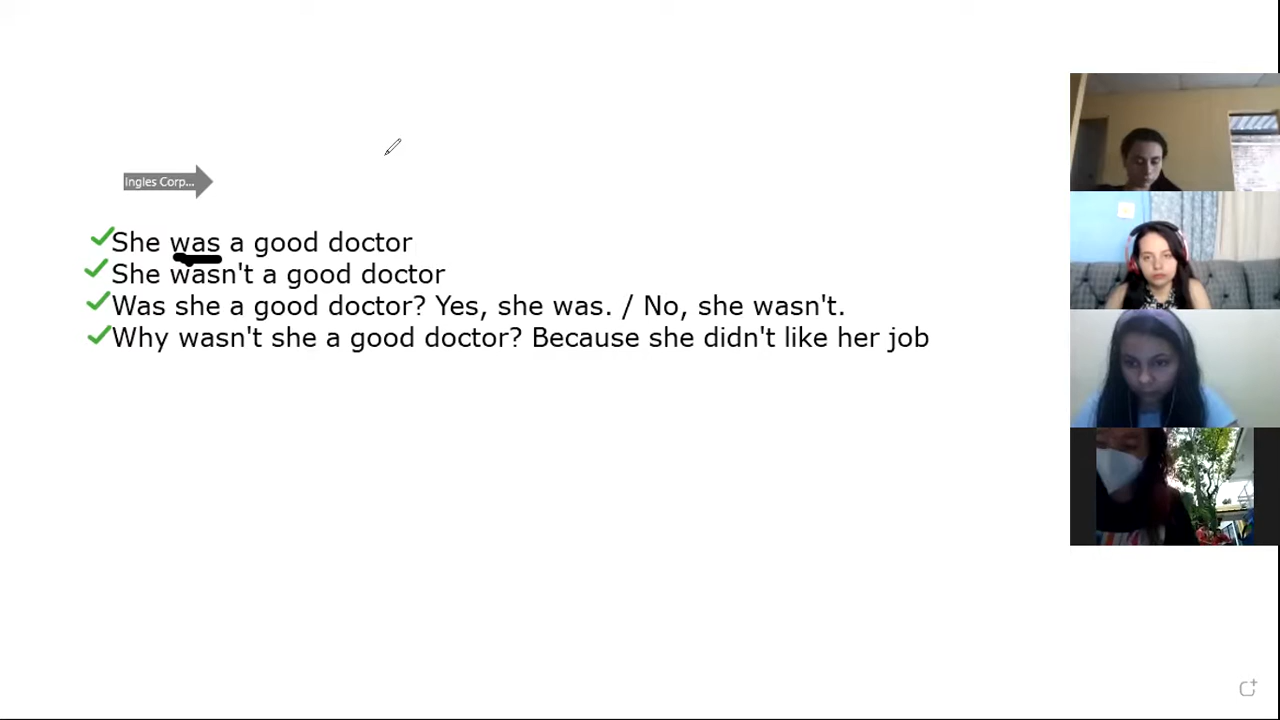 ingles Corp...
She was a good doctor
She wasn't a good doctor
Was she a good doctor? Yes, she was. / No, she wasn't.
Why wasn't she a good doctor? Because she didn't like her job